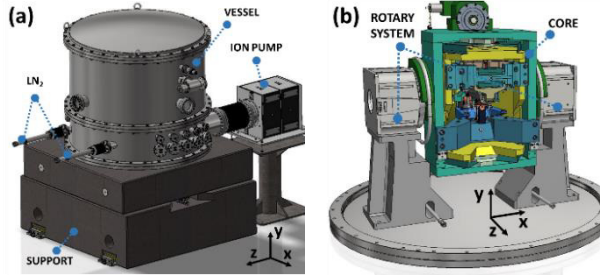 (a)
VESSEL
ION PUMP
LN₂
SUPPORT
y
z
x
(b)
ROTARY
SYSTEM
CORE
y
z
x